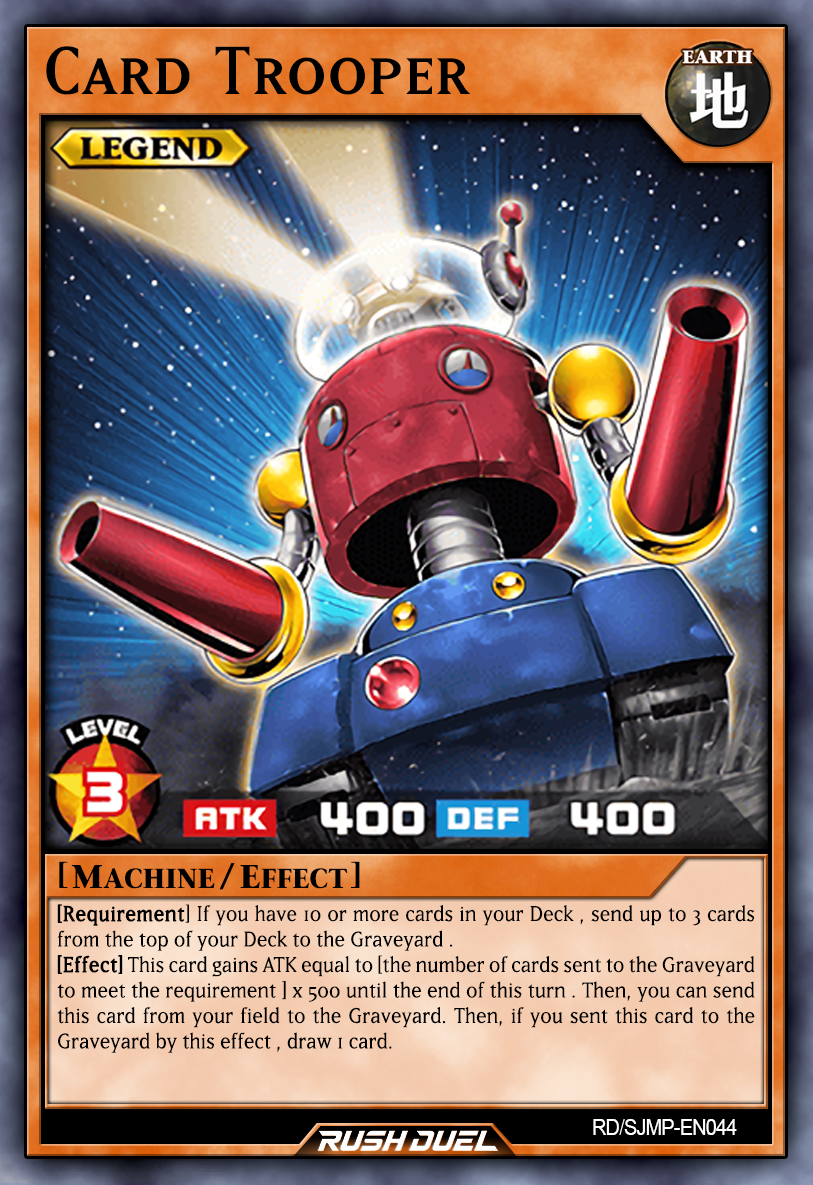 CARD TROOPER
EARTH
地
LEGEND
LEVEL
3
ATK 400 DEF 400
[MACHINE/EFFECT]
[Requirement] If you have 10 or more cards in your Deck , send up to 3 cards
from the top of your Deck to the Graveyard .
[Effect] This card gains ATK equal to [the number of cards sent to the Graveyard
to meet the requirement ] x 500 until the end of this turn . Then, you can send
this card from your field to the Graveyard. Then, if you sent this card to the
Graveyard by this effect , draw 1 card.
RUSH DUEL
RD/SJMP-EN044